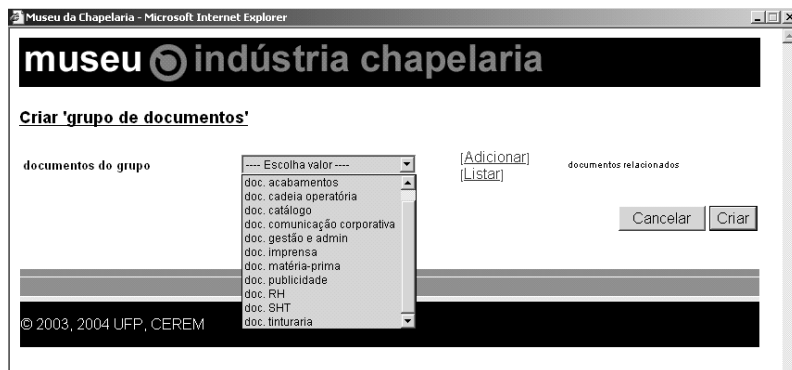 Museu da Chapelaria - Microsoft Internet Explorer
museu indústria chapelaria
Criar 'grupo de documentos'
documentos do grupo
---- Escolha valor ----
[Adicionar]
[Listar]
documentos relacionados
doc. acabamentos
doc. cadeia operatória
doc. catálogo
doc. comunicação corporativa
doc. gestão e admin
doc. imprensa
doc. matéria-prima
doc. publicidade
doc. RH
doc. SHT
doc. tinturaria
Cancelar Criar
© 2003, 2004 UFP, CEREM